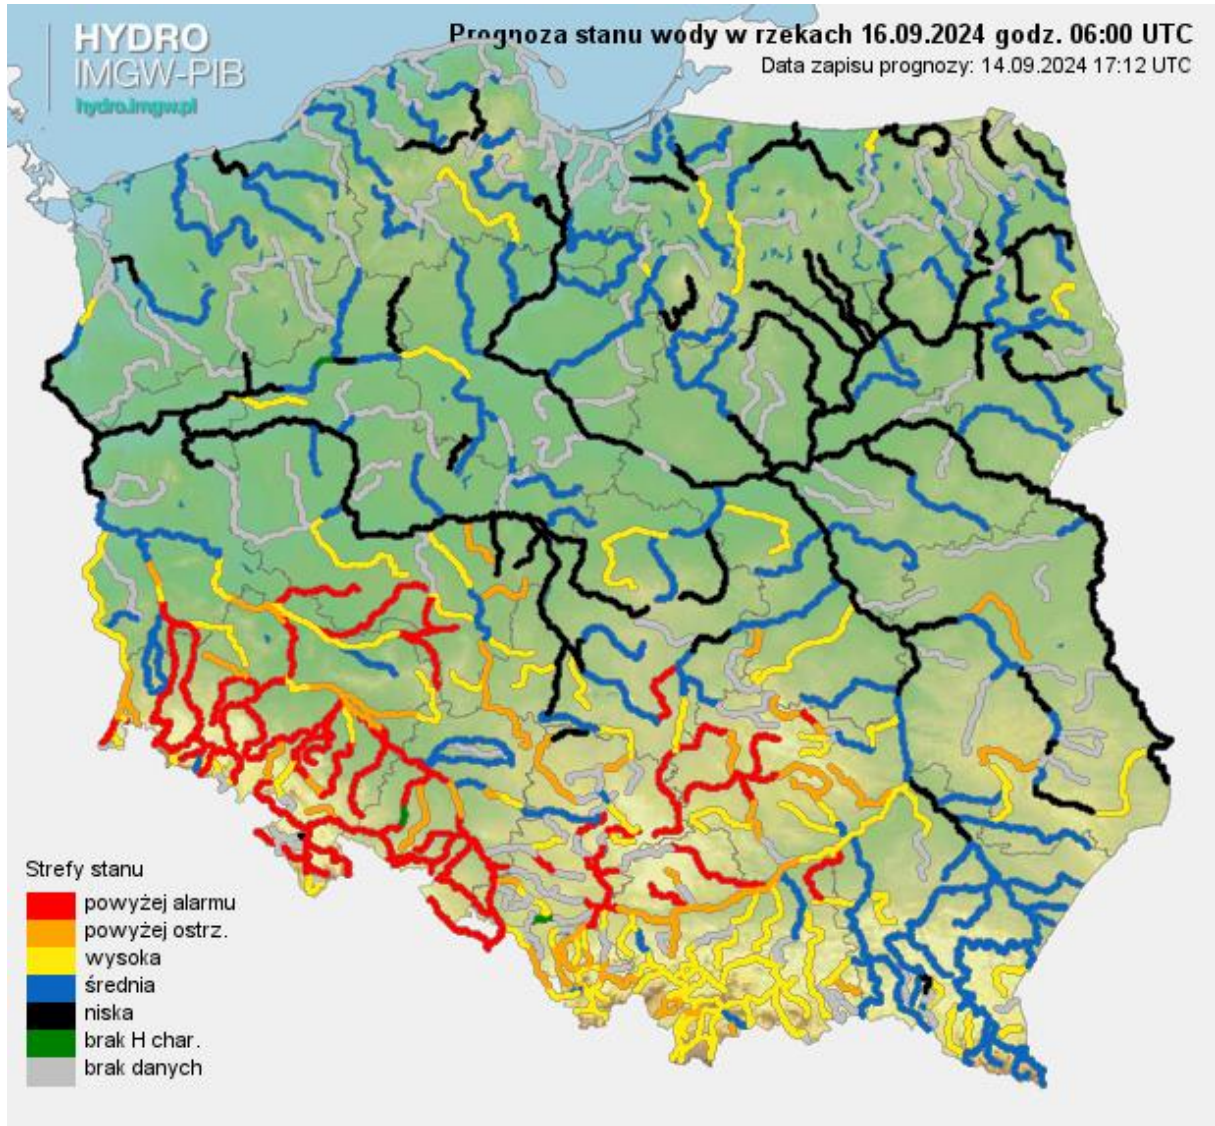 HYDRO
IMGW-PIB
hydro.imgw.pl
Prognoza stanu wody w rzekach 16.09.2024 godz. 06:00 UTC
Data zapisu prognozy: 14.09.2024 17:12 UTC
Strefy stanu
powyżej alarmu
powyżej ostrz.
wysoka
średnia
niska
brak H char.
brak danych